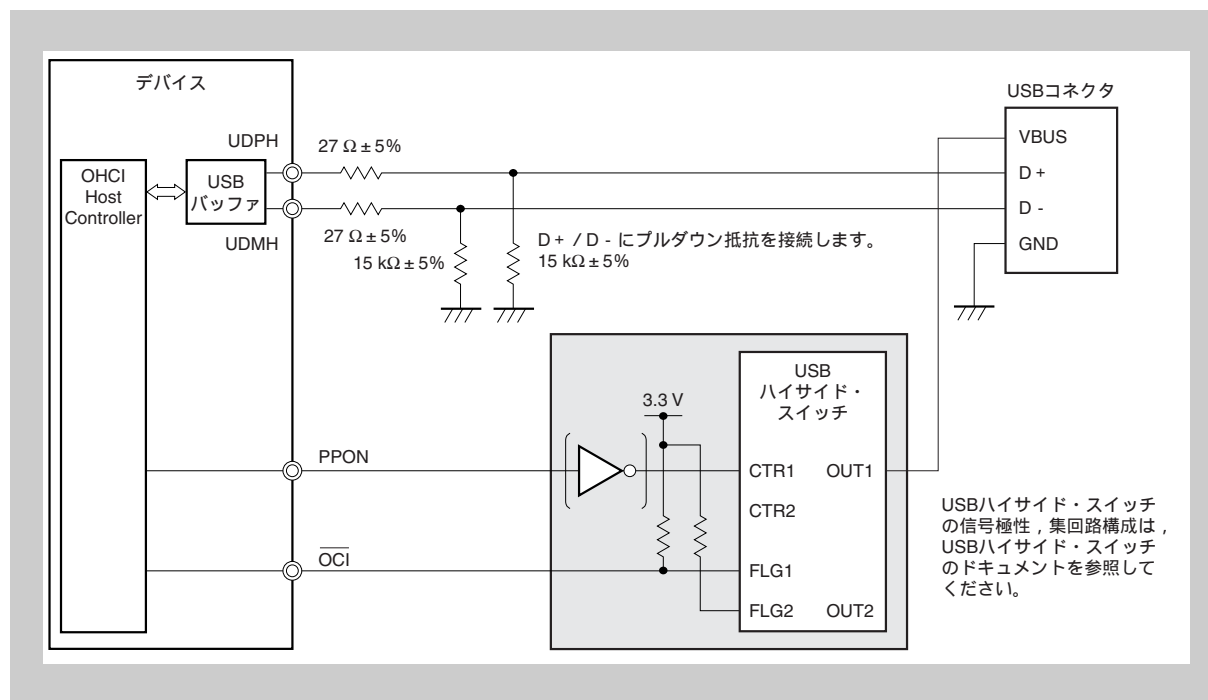 デバイス
USBコネクタ
UDPH
27 Ω ± 5%
VBUS
OHCI
Host
Controller
USB
バッファ
D +
D -
UDMH
27 Ω ± 5%
15 kΩ ± 5%
D + / D - にプルダウン抵抗を接続します。
15 kΩ ± 5%
GND
USB
ハイサイド・
スイッチ
3.3 V
PPON
CTR1
OUT1
CTR2
OCI
FLG1
FLG2
OUT2
USBハイサイド・スイッチ
の信号極性，集回路構成は，
USBハイサイド・スイッチ
のドキュメントを参照して
ください。